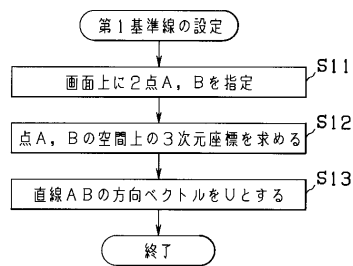 第1基準線の設定
S11
画面上に2点A,Bを指定
S12
点A,Bの空間上の3次元座標を求める
S13
直線ABの方向ベクトルをUとする
終了